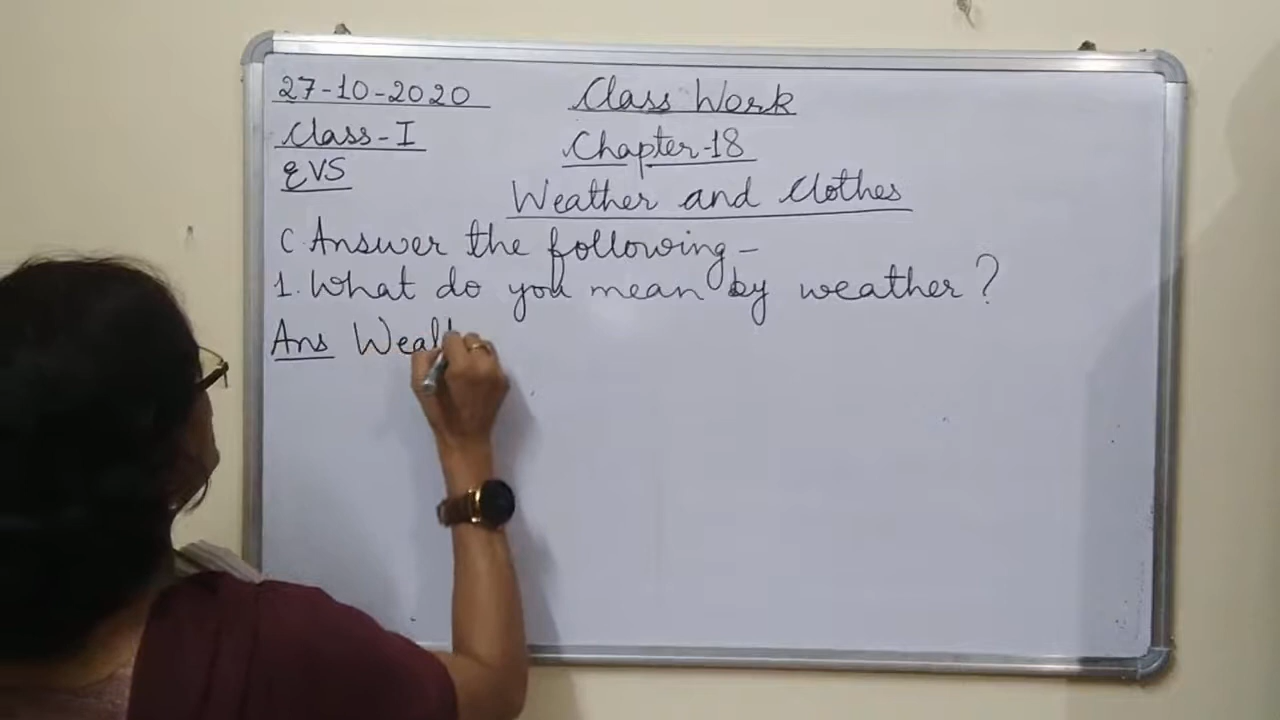 27-10-2020 Class Work
Class-I Chapter-18
EVS
Weather and Clothes
C. Answer the following-
1. What do you mean by weather?
Ans Weat